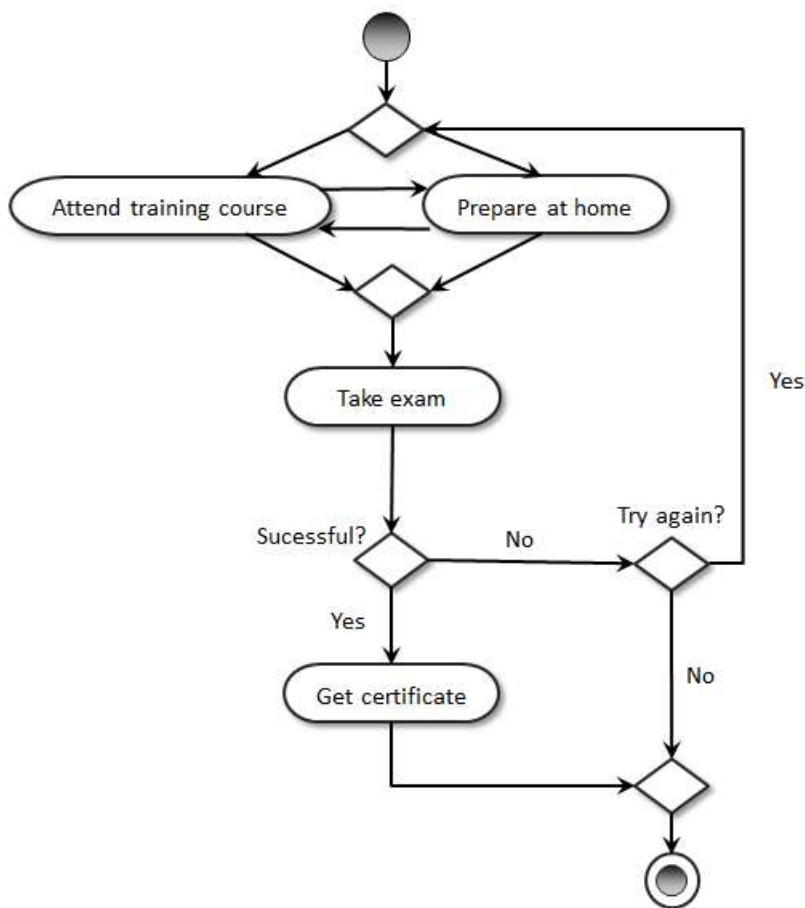 Attend training course
Prepare at home
Take exam
Yes
Sucessful?
No
Try again?
Yes
No
Get certificate